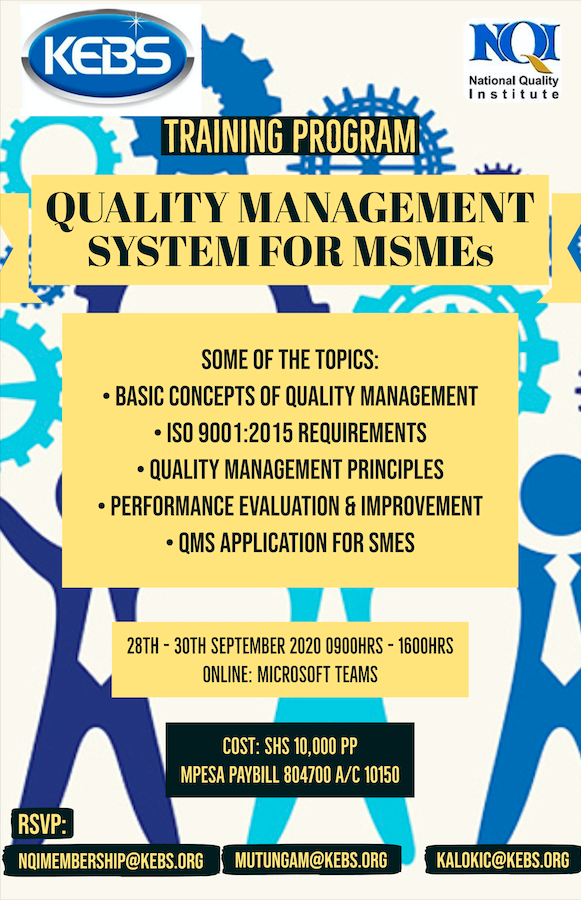 KEBS
NQI
National Quality
Institute
TRAINING PROGRAM
QUALITY MANAGEMENT
SYSTEM FOR MSMEs
SOME OF THE TOPICS:
• BASIC CONCEPTS OF QUALITY MANAGEMENT
• ISO 9001:2015 REQUIREMENTS
• QUALITY MANAGEMENT PRINCIPLES
• PERFORMANCE EVALUATION & IMPROVEMENT
• QMS APPLICATION FOR SMES
28TH - 30TH SEPTEMBER 2020 0900HRS - 1600HRS
ONLINE: MICROSOFT TEAMS
COST: SHS 10,000 PP
MPESA PAYBILL 804700 A/C 10150
RSVP:
NQIMEMBERSHIP@KEBS.ORG MUTUNGAM@KEBS.ORG KALOKIC@KEBS.ORG